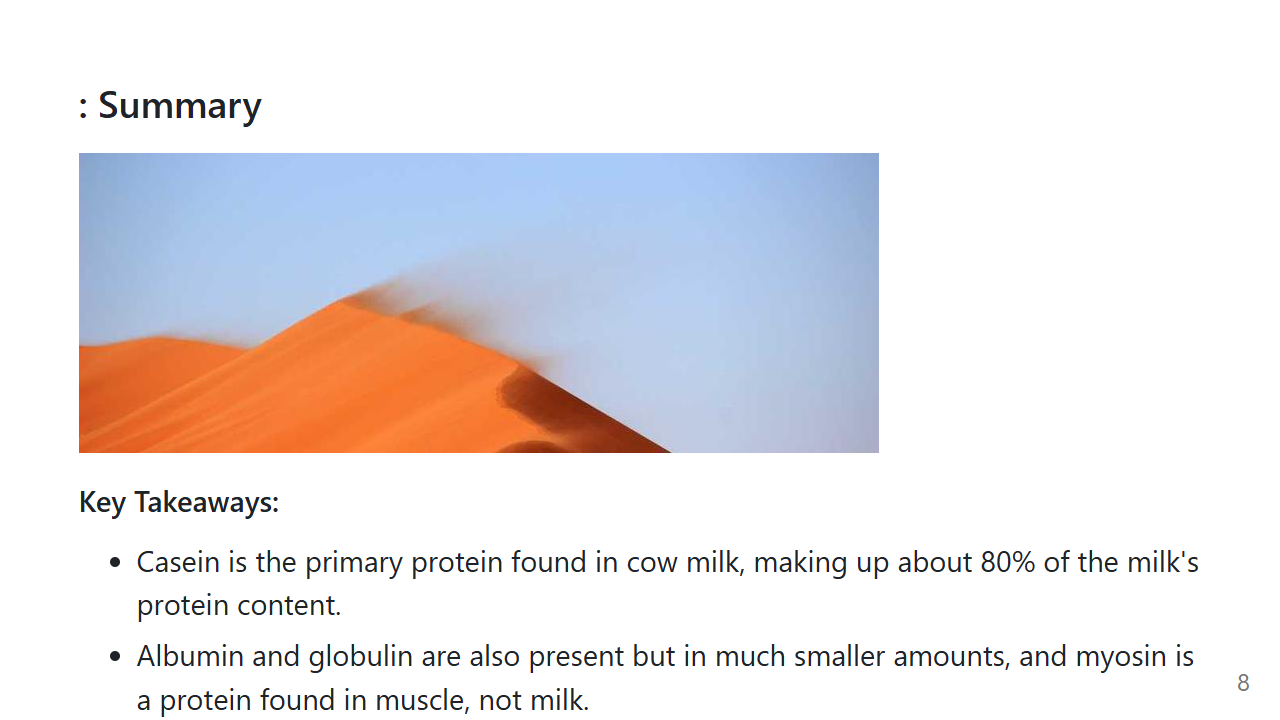 : Summary
Key Takeaways:
• Casein is the primary protein found in cow milk, making up about 80% of the milk's
protein content.
• Albumin and globulin are also present but in much smaller amounts, and myosin is
a protein found in muscle, not milk.
8